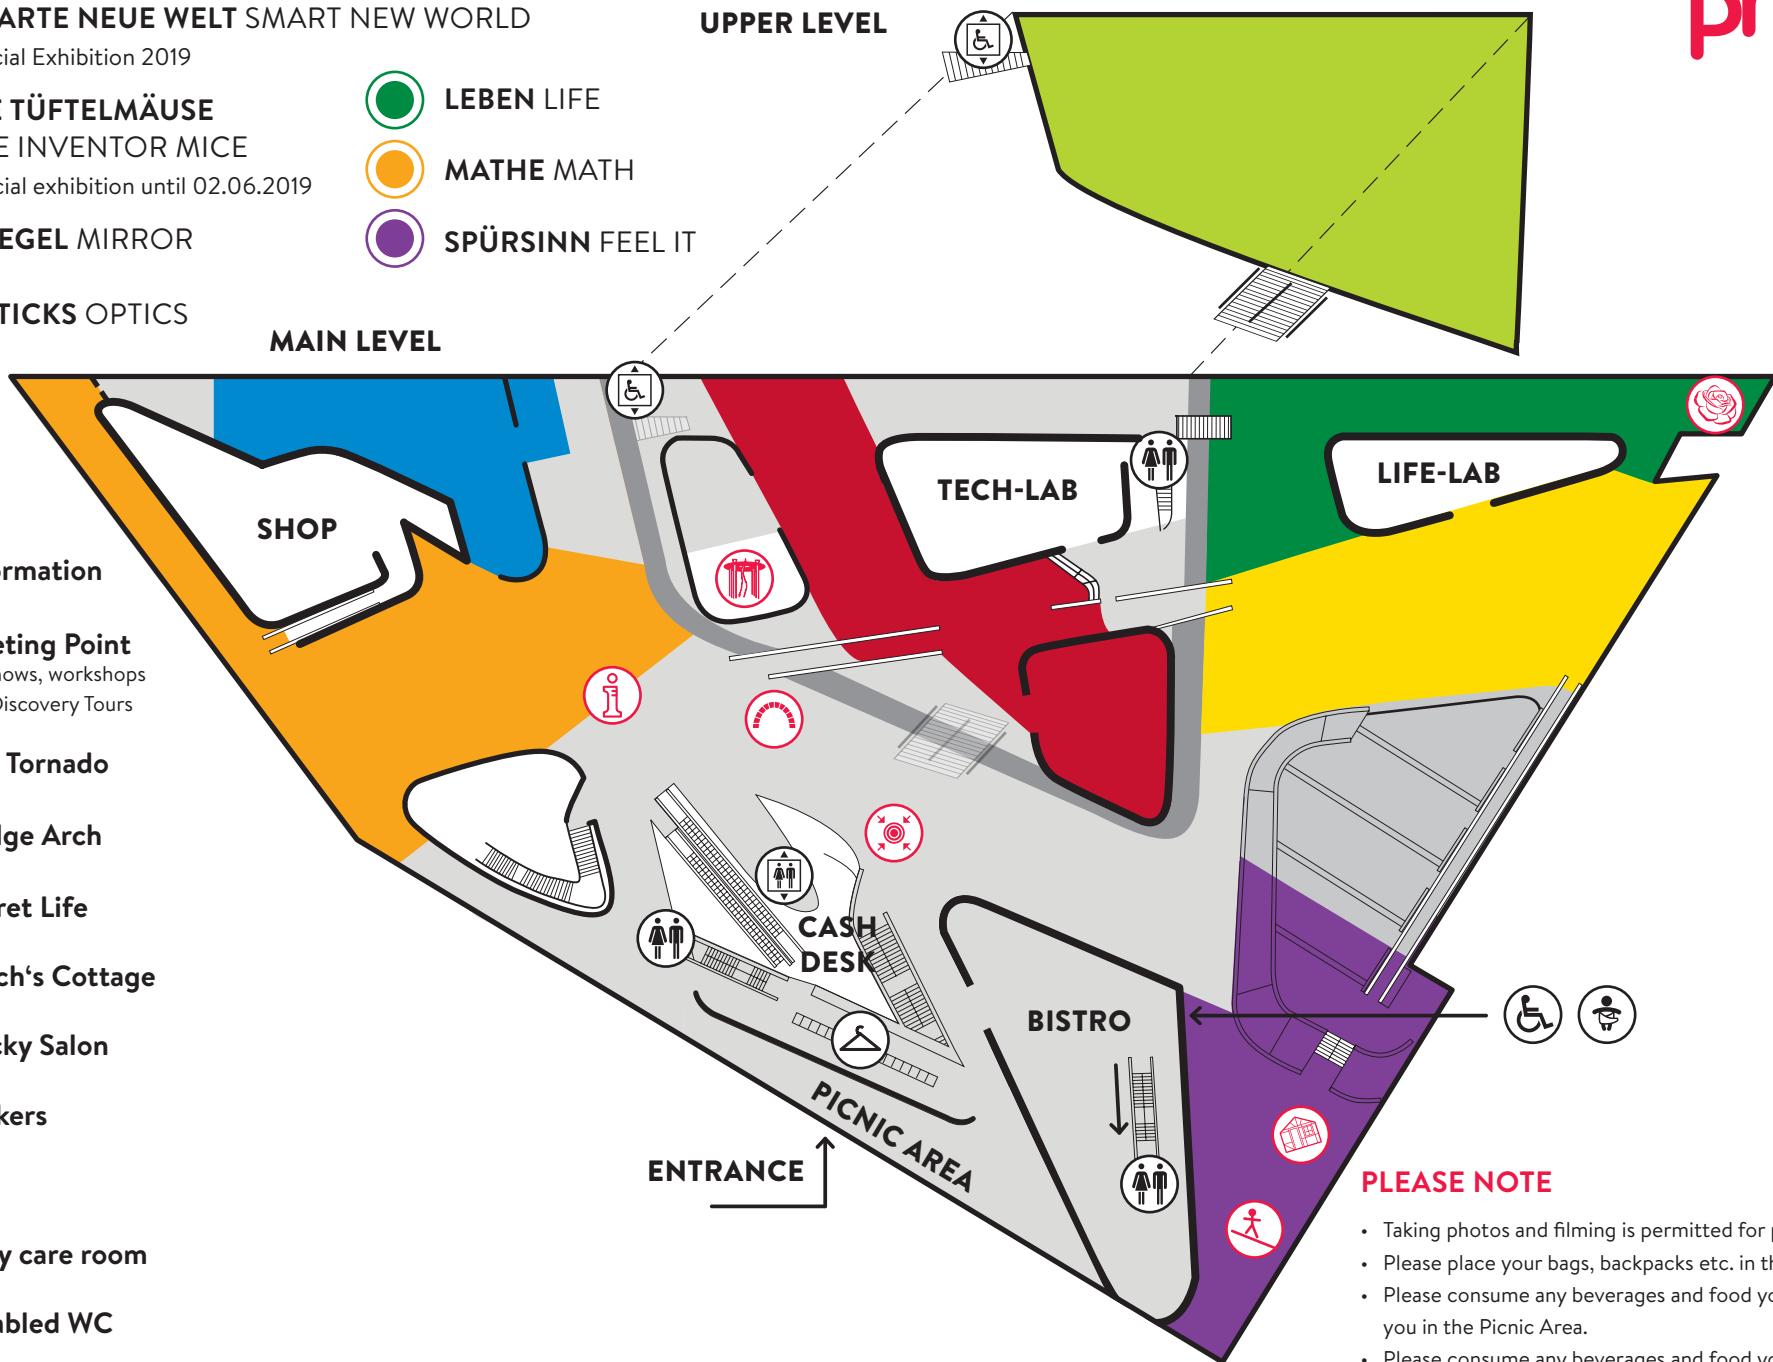 ARTE NEUE WELT SMART NEW WORLD
cial Exhibition 2019
E TÜFTELMÄUSE
E INVENTOR MICE
cial exhibition until 02.06.2019
EGEL MIRROR
TICKS OPTICS
LEBEN LIFE
MATHE MATH
SPÜRSINN FEEL IT
UPPER LEVEL
pr
MAIN LEVEL
SHOP
TECH-LAB
LIFE-LAB
rmation
eting Point
hows, workshops
Discovery Tours
Tornado
dge Arch
ret Life
ch‘s Cottage
cky Salon
kers
y care room
abled WC
CASH
DESK
BISTRO
PICNIC AREA
ENTRANCE
PLEASE NOTE
• Taking photos and filming is permitted for p
• Please place your bags, backpacks etc. in th
• Please consume any beverages and food yo
you in the Picnic Area.
• Please consume any beverages and food yo